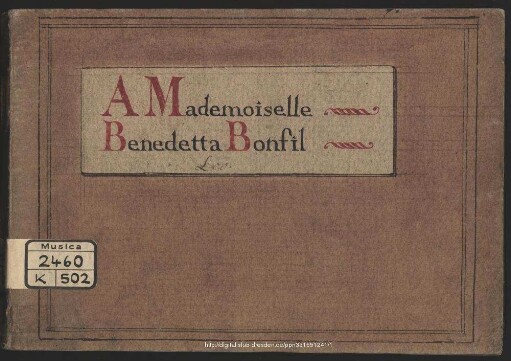 A Mademoiselle
Benedetta Bonfil
Musica
2460
K 502